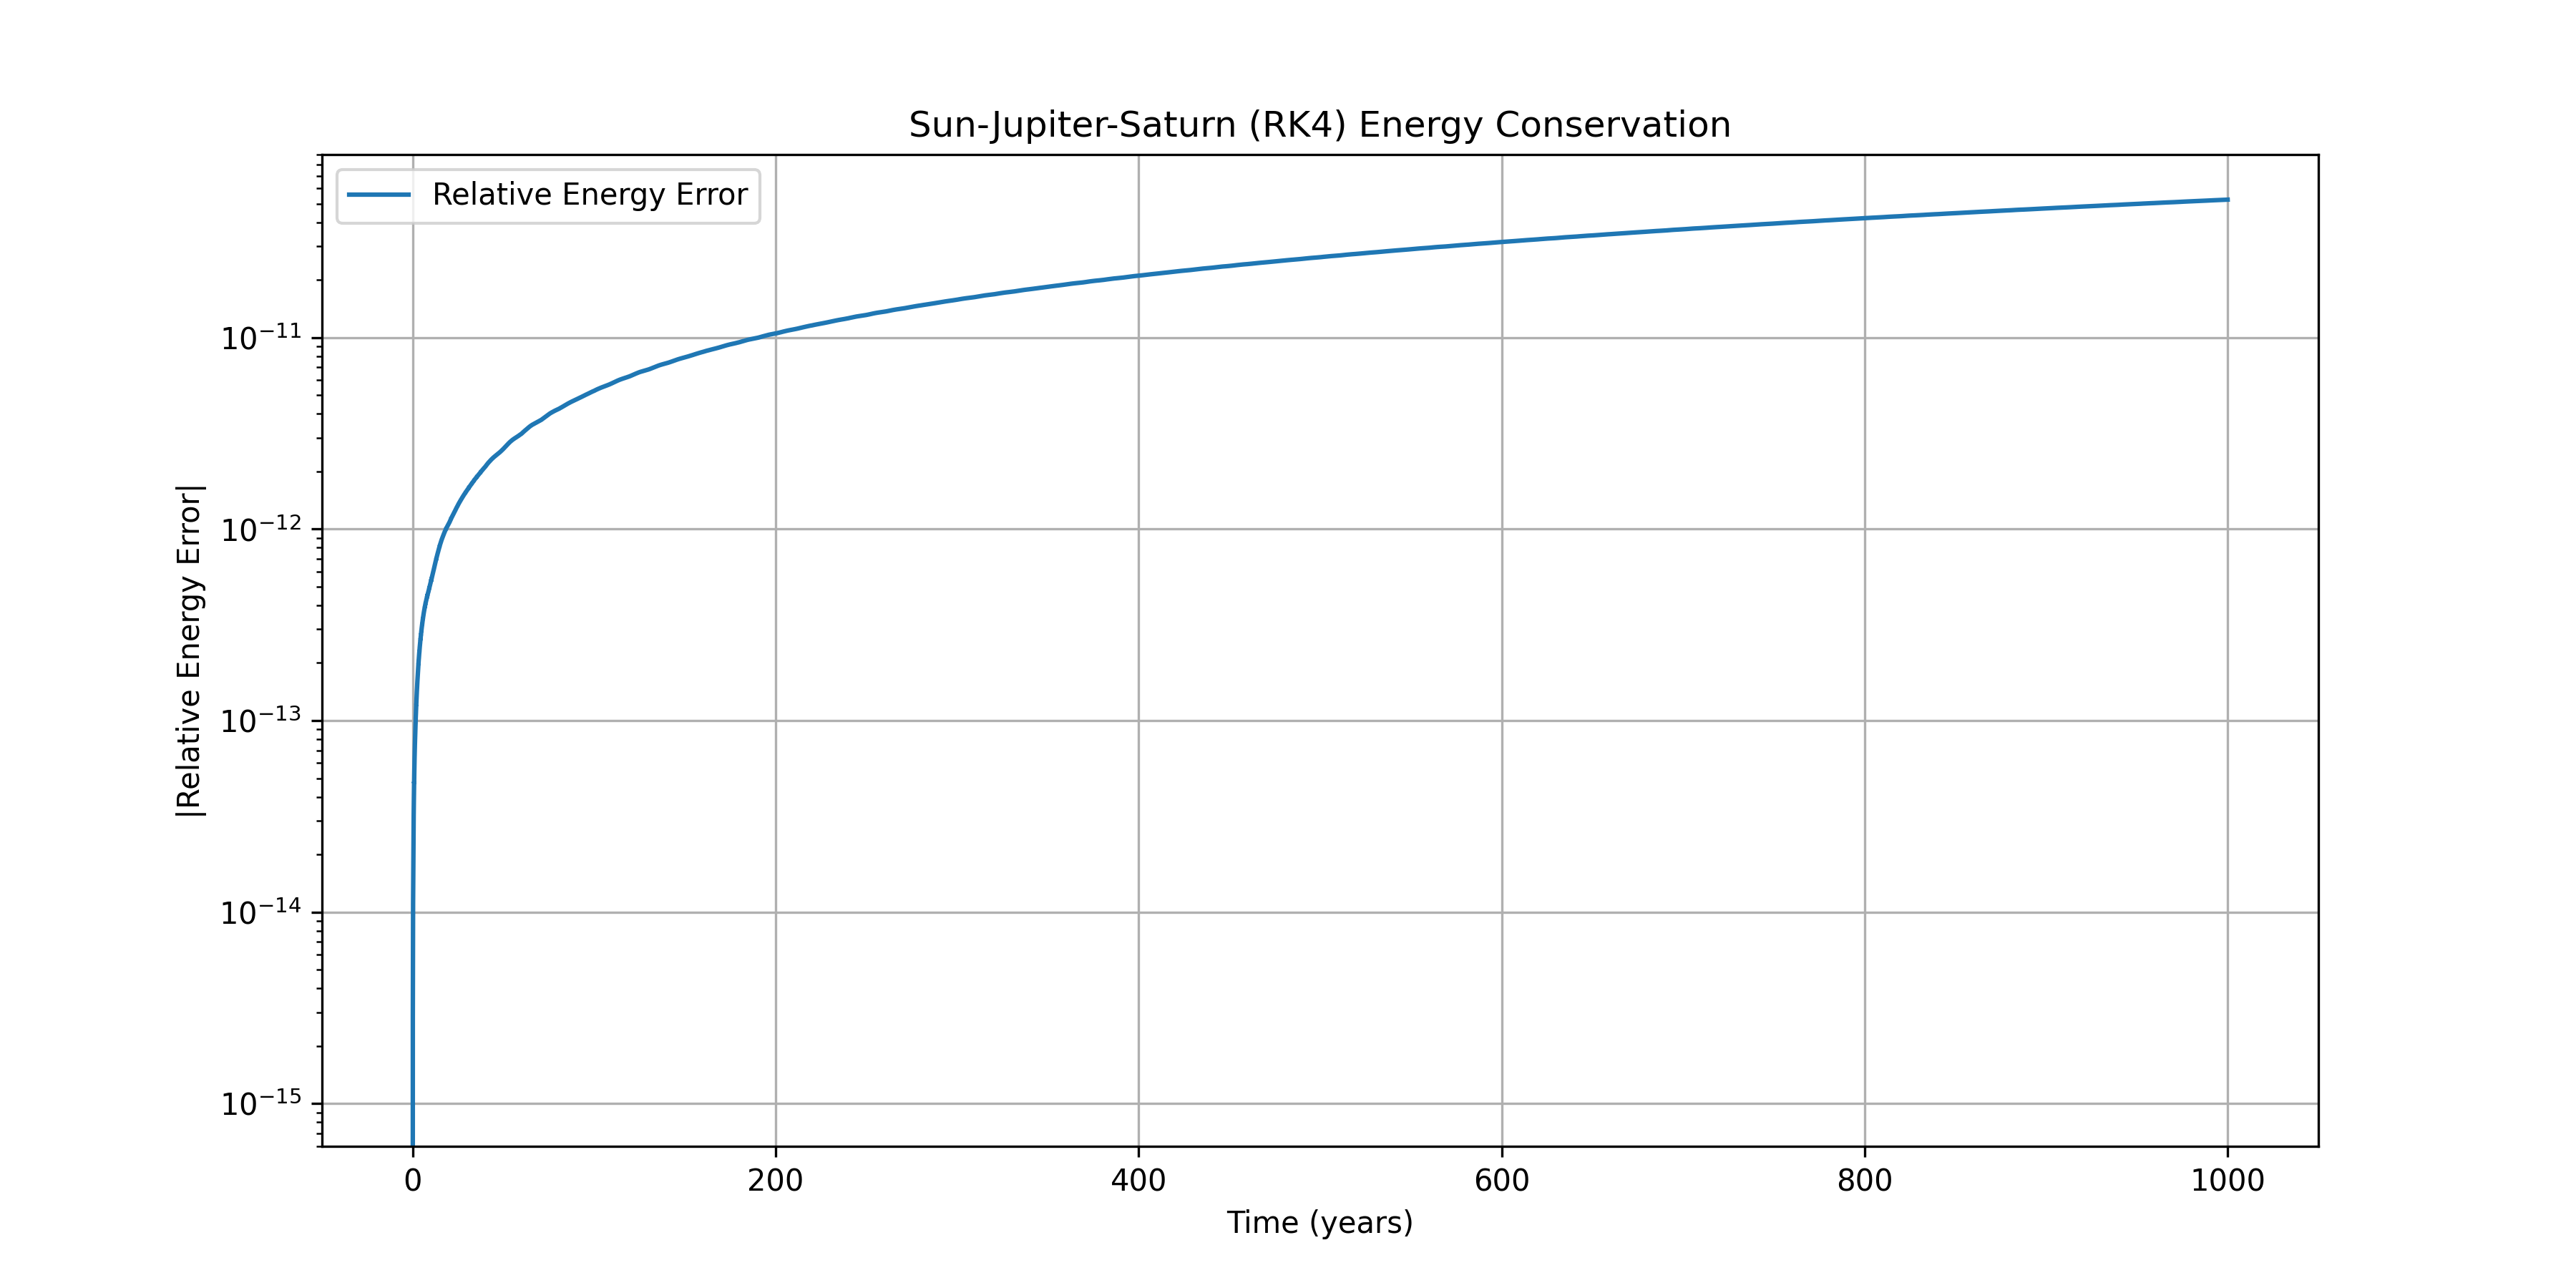 Sun-Jupiter-Saturn (RK4) Energy Conservation
Relative Energy Error
|Relative Energy Error|
10⁻¹¹
10⁻¹²
10⁻¹³
10⁻¹⁴
10⁻¹⁵
0 200 400 600 800 1000
Time (years)